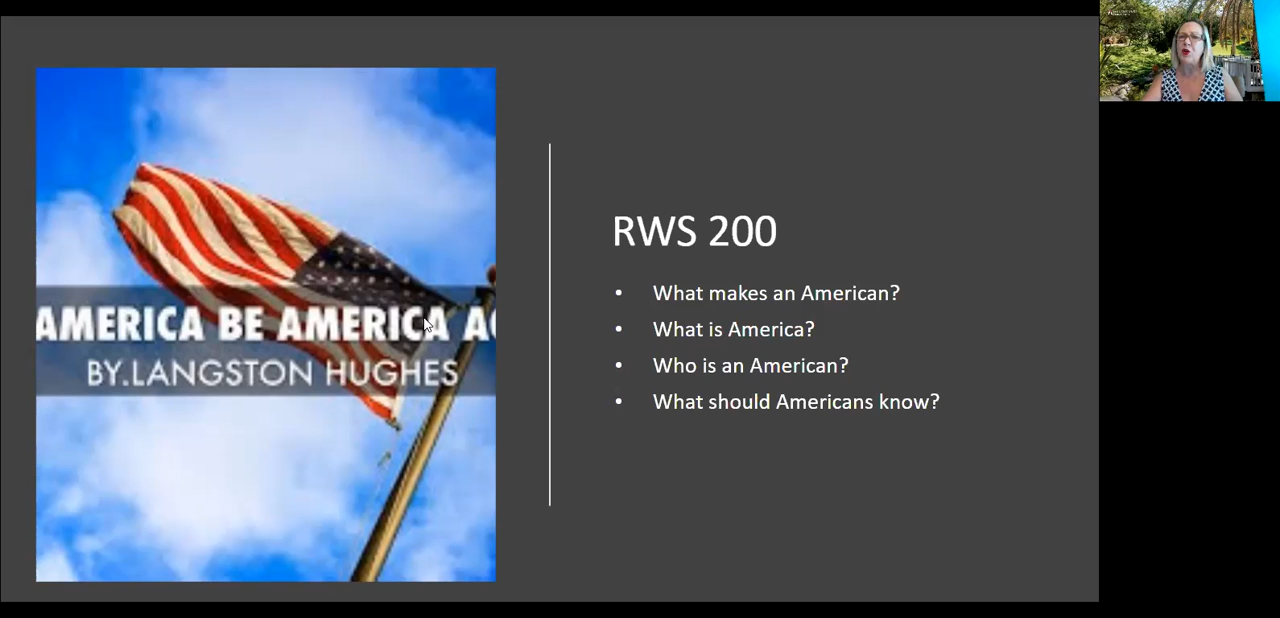 AMERICA BE AMERICA A
BY.LANGSTON HUGHES
RWS 200
• What makes an American?
• What is America?
• Who is an American?
• What should Americans know?